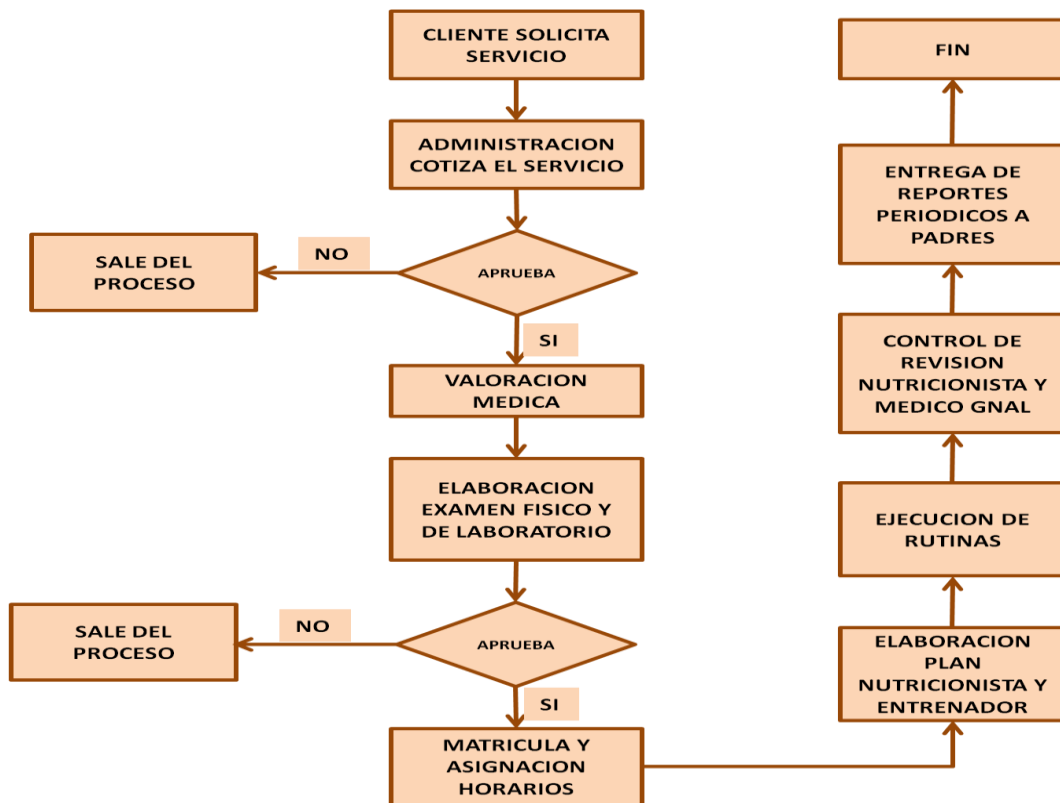 CLIENTE SOLICITA
SERVICIO
ADMINISTRACION
COTIZA EL SERVICIO
APRUEBA
NO
SALE DEL
PROCESO
SI
VALORACION
MEDICA
ELABORACION
EXAMEN FISICO Y
DE LABORATORIO
APRUEBA
NO
SALE DEL
PROCESO
SI
MATRICULA Y
ASIGNACION
HORARIOS
ELABORACION
PLAN
NUTRICIONISTA Y
ENTRENADOR
EJECUCION DE
RUTINAS
CONTROL DE
REVISION
NUTRICIONISTA Y
MEDICO GNAL
ENTREGA DE
REPORTES
PERIODICOS A
PADRES
FIN